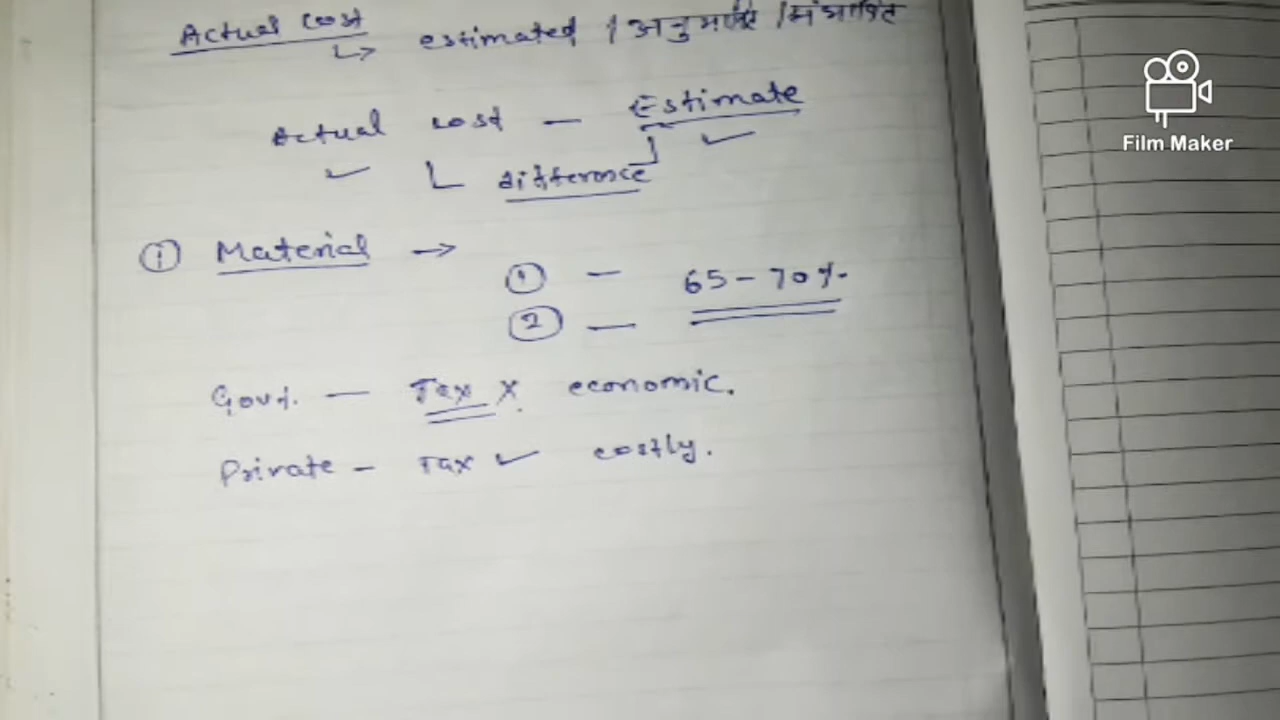 Actual cost
↳ estimated / अनुमानित / संभावित
Actual cost — Estimate
✓ difference ✓
① Material →
① — 65-70%
② —
Govt. — Tax X economic.
Private - Tax ✓ costly.
Film Maker